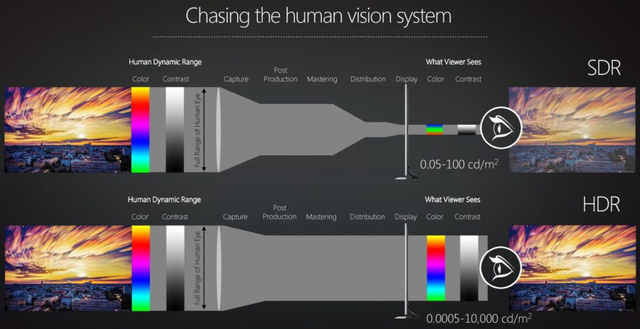 Chasing the human vision system
Human Dynamic Range
What Viewer Sees
SDR
Color Contrast Capture Post Production Mastering Distribution Display Color Contrast
Full Range of Human Eye
0.05-100 cd/m²
Human Dynamic Range
What Viewer Sees
HDR
Color Contrast Capture Post Production Mastering Distribution Display Color Contrast
Full Range of Human Eye
0.0005-10,000 cd/m²